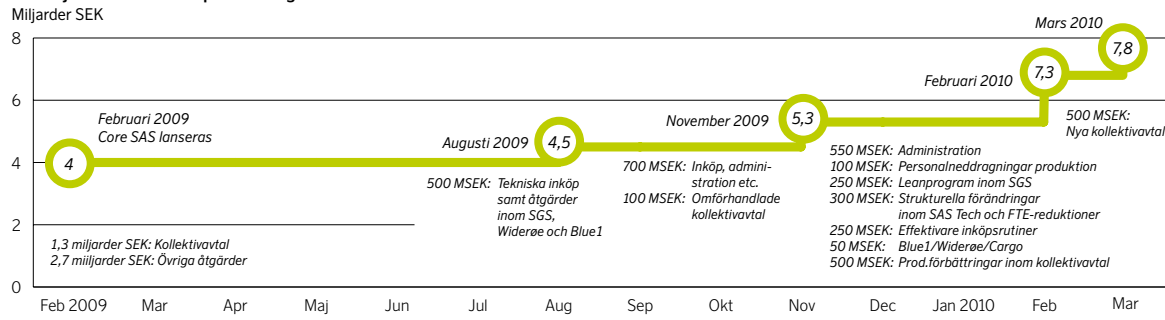 Miljarder SEK
8
6
4
2
0
Februari 2009
Core SAS lanseras
4
1,3 miljarder SEK: Kollektivavtal
2,7 miiljarder SEK: Övriga åtgärder
Augusti 2009
4,5
500 MSEK: Tekniska inköp
samt åtgärder
inom SGS,
Widerøe och Blue1
November 2009
5,3
700 MSEK: Inköp, admini-
stration etc.
100 MSEK: Omförhandlade
kollektivavtal
Februari 2010
7,3
550 MSEK: Administration
100 MSEK: Personalneddragningar produktion
250 MSEK: Leanprogram inom SGS
300 MSEK: Strukturella förändringar
inom SAS Tech och FTE-reduktioner
250 MSEK: Effektivare inköpsrutiner
50 MSEK: Blue1/Widerøe/Cargo
500 MSEK: Prod.förbättringar inom kollektivavtal
Mars 2010
7,8
500 MSEK:
Nya kollektivavtal
Feb 2009 Mar Apr Maj Jun Jul Aug Sep Okt Nov Dec Jan 2010 Feb Mar